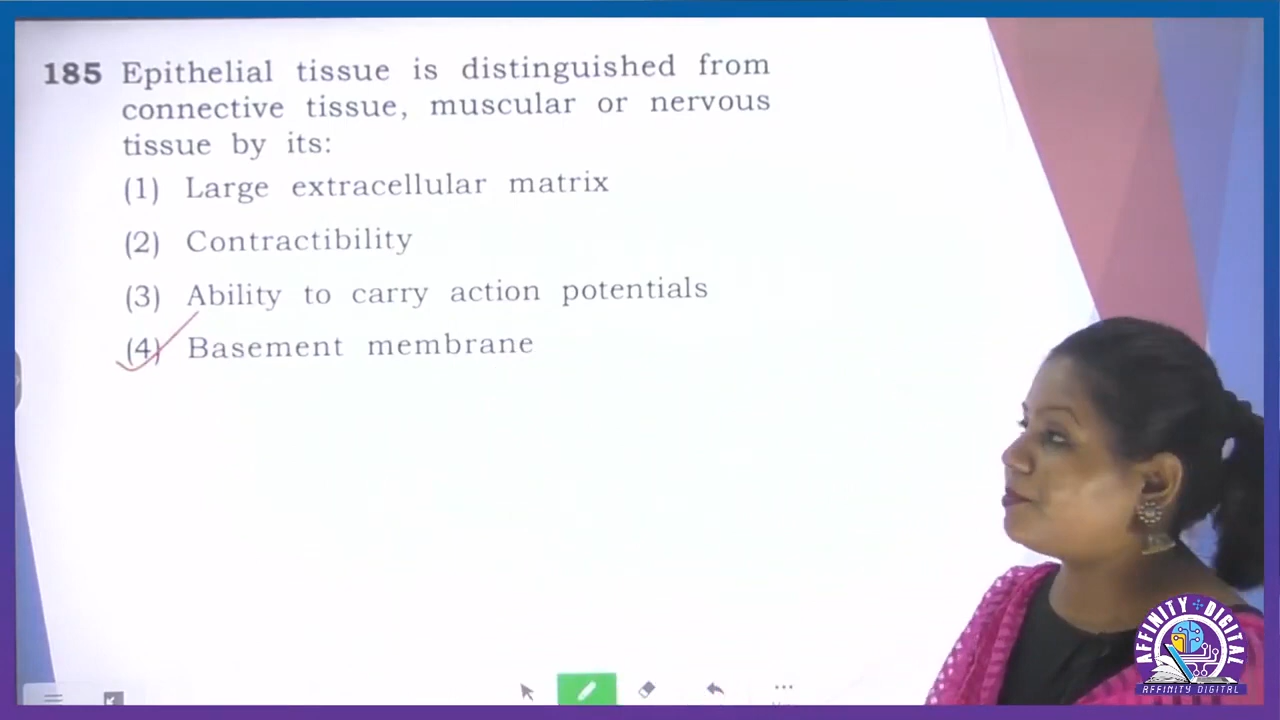 185 Epithelial tissue is distinguished from
connective tissue, muscular or nervous
tissue by its:
(1) Large extracellular matrix
(2) Contractibility
(3) Ability to carry action potentials
(4) Basement membrane
AFFINITY DIGITAL
AFFINITY DIGITAL